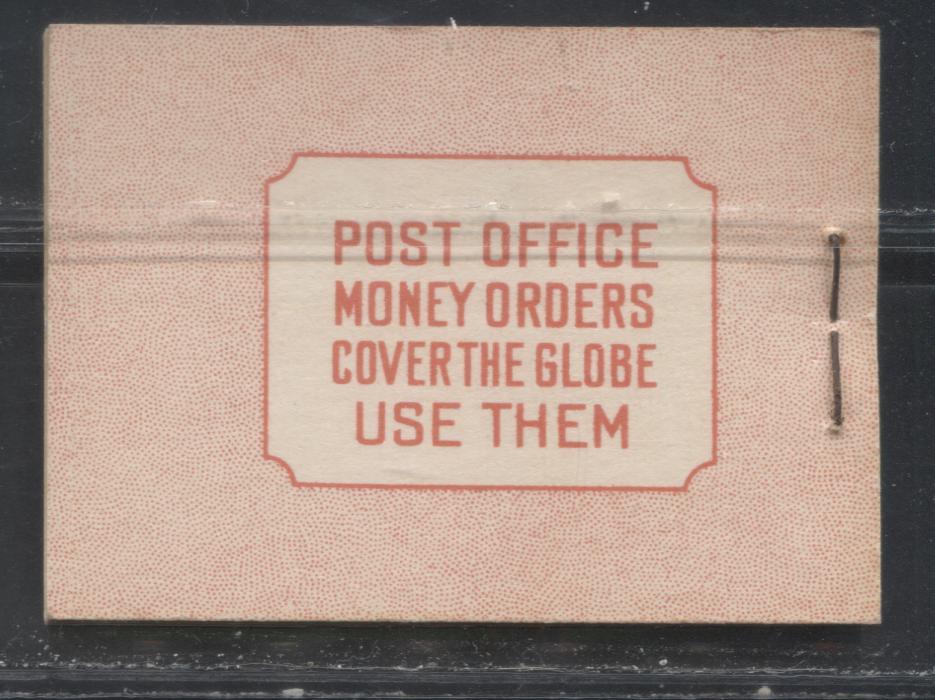 POST OFFICE
MONEY ORDERS
COVER THE GLOBE
USE THEM